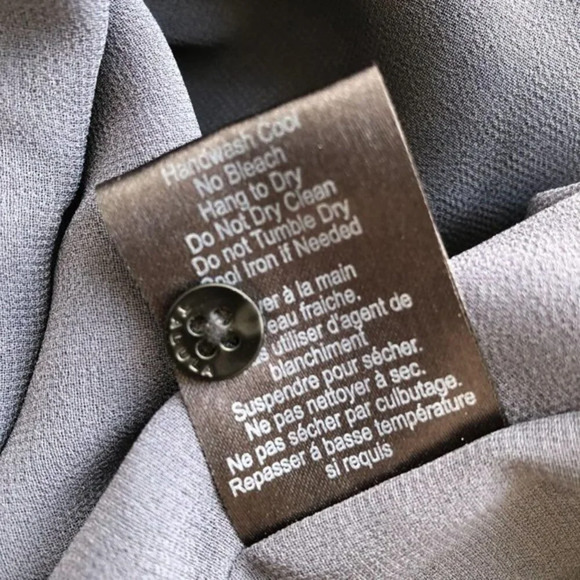 Handwash Cool
No Bleach
Hang to Dry
Do Not Dry Clean
Do not Tumble Dry
Cool Iron if Needed
à la main
eau fraiche.
utiliser d'agent de
blanchiment
Suspendre pour sécher.
Ne pas nettoyer à sec.
Ne pas sécher par culbutage.
Repasser à basse température
si requis